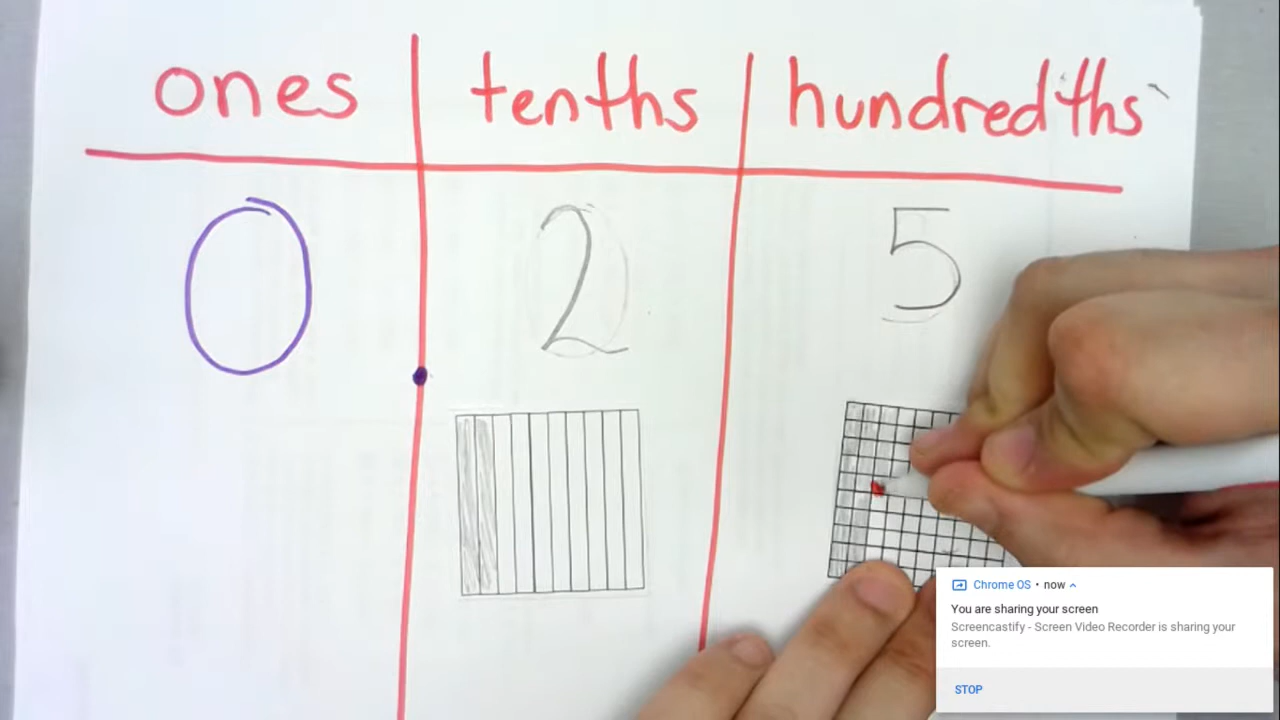 ones tenths hundredths
0 . 2 5
Chrome OS • now
You are sharing your screen
Screencastify - Screen Video Recorder is sharing your
screen.
STOP